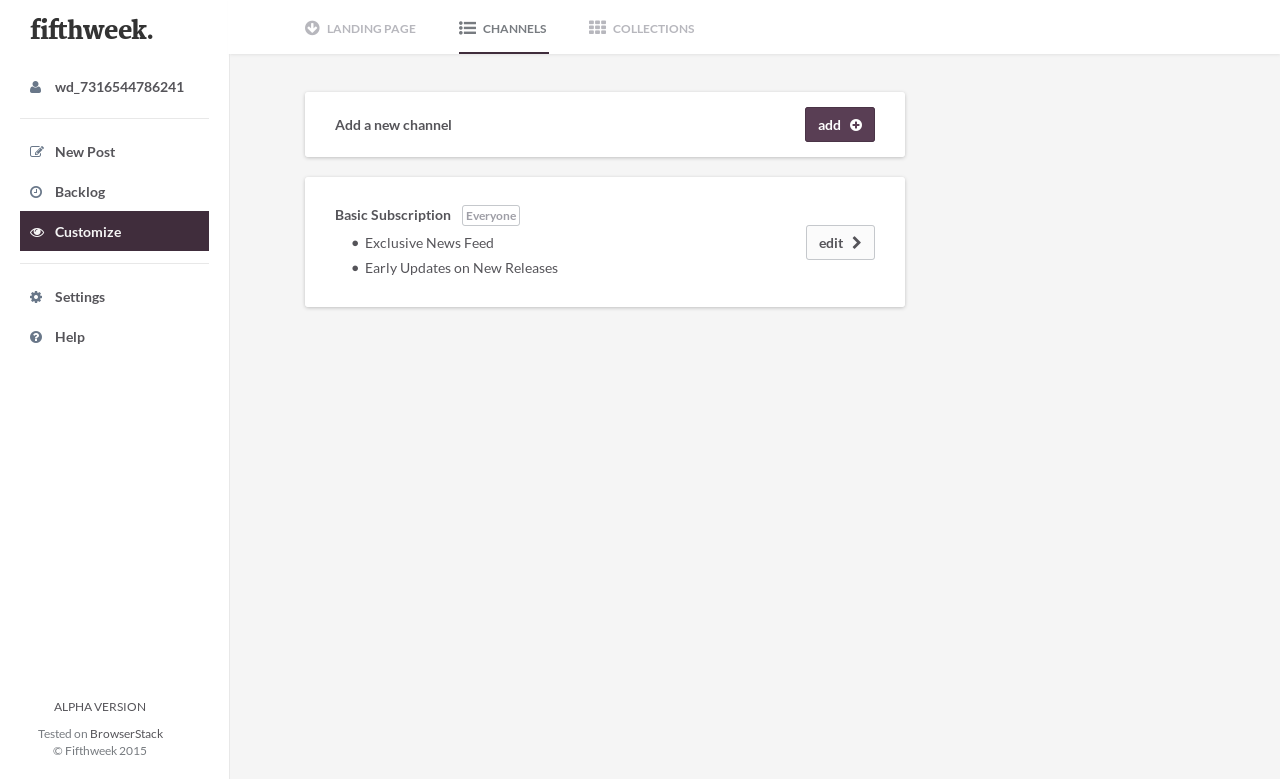 fifthweek.
LANDING PAGE
CHANNELS
COLLECTIONS
wd_7316544786241
New Post
Backlog
Customize
Settings
Help
Add a new channel
add
Basic Subscription Everyone
• Exclusive News Feed
• Early Updates on New Releases
edit
ALPHA VERSION
Tested on BrowserStack
© Fifthweek 2015